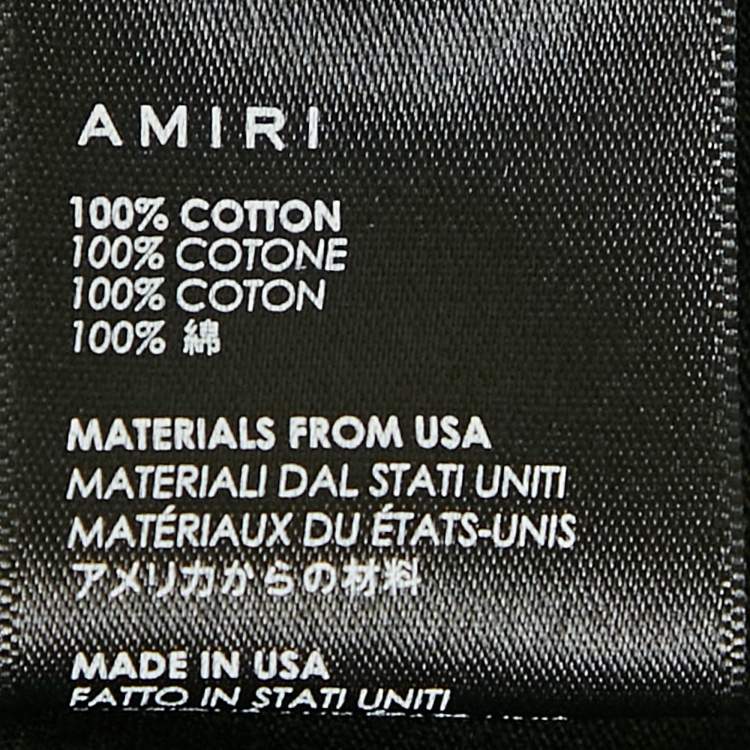 AMIRI
100% COTTON
100% COTONE
100% COTON
100% 綿
MATERIALS FROM USA
MATERIALI DAL STATI UNITI
MATÉRIAUX DU ÉTATS-UNIS
アメリカからの材料
MADE IN USA
FATTO IN STATI UNITI